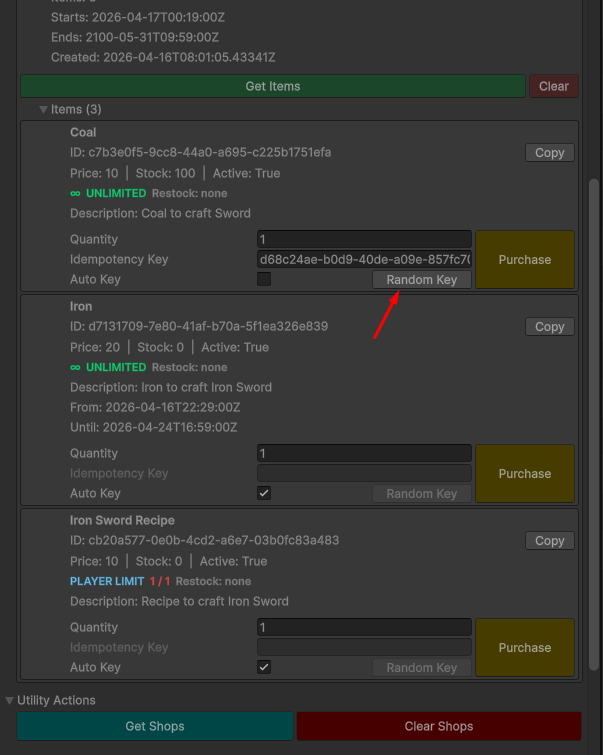 Starts: 2026-04-17T00:19:00Z
Ends: 2100-05-31T09:59:00Z
Created: 2026-04-16T08:01:05.43341Z
Get Items
Clear
Items (3)
Coal
ID: c7b3e0f5-9cc8-44a0-a695-c225b1751efa
Copy
Price: 10 | Stock: 100 | Active: True
∞ UNLIMITED Restock: none
Description: Coal to craft Sword
Quantity 1
Idempotency Key d68c24ae-b0d9-40de-a09e-857fc70
Purchase
Auto Key Random Key
Iron
ID: d7131709-7e80-41af-b70a-5f1ea326e839
Copy
Price: 20 | Stock: 0 | Active: True
∞ UNLIMITED Restock: none
Description: Iron to craft Iron Sword
From: 2026-04-16T22:29:00Z
Until: 2026-04-24T16:59:00Z
Quantity 1
Idempotency Key
Purchase
Auto Key Random Key
Iron Sword Recipe
ID: cb20a577-0e0b-4cd2-a6e7-03b0fc83a483
Copy
Price: 10 | Stock: 0 | Active: True
PLAYER LIMIT 1 / 1 Restock: none
Description: Recipe to craft Iron Sword
Quantity 1
Idempotency Key
Purchase
Auto Key Random Key
Utility Actions
Get Shops
Clear Shops